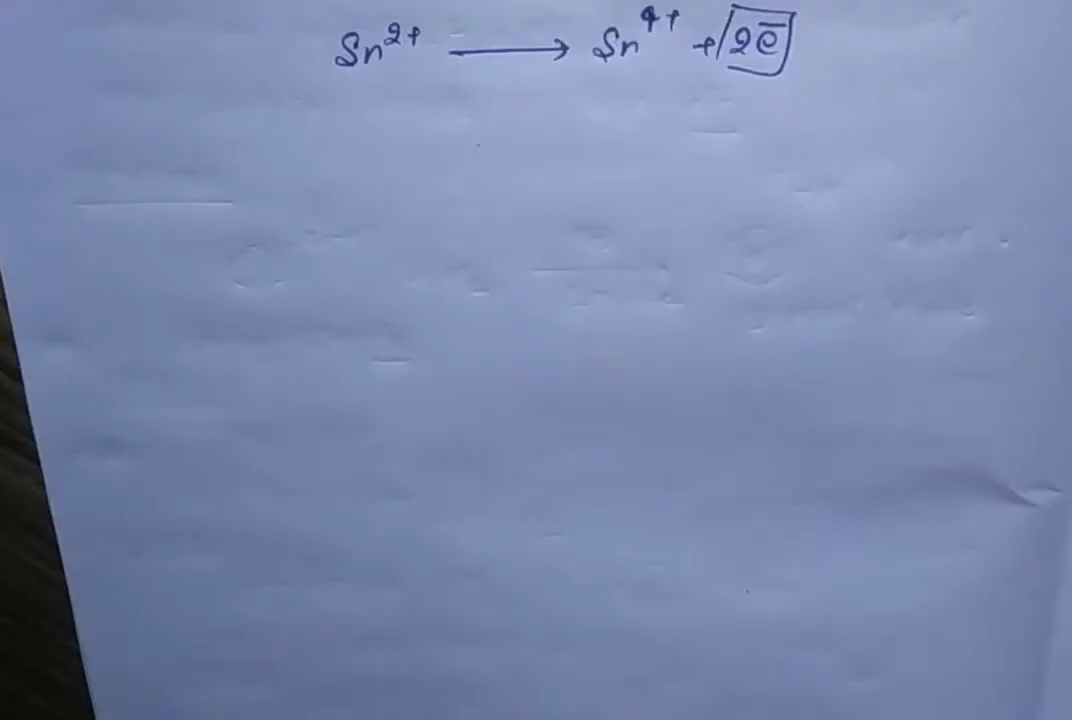 Sn²⁺ ⟶ Sn⁴⁺ + 2e̅